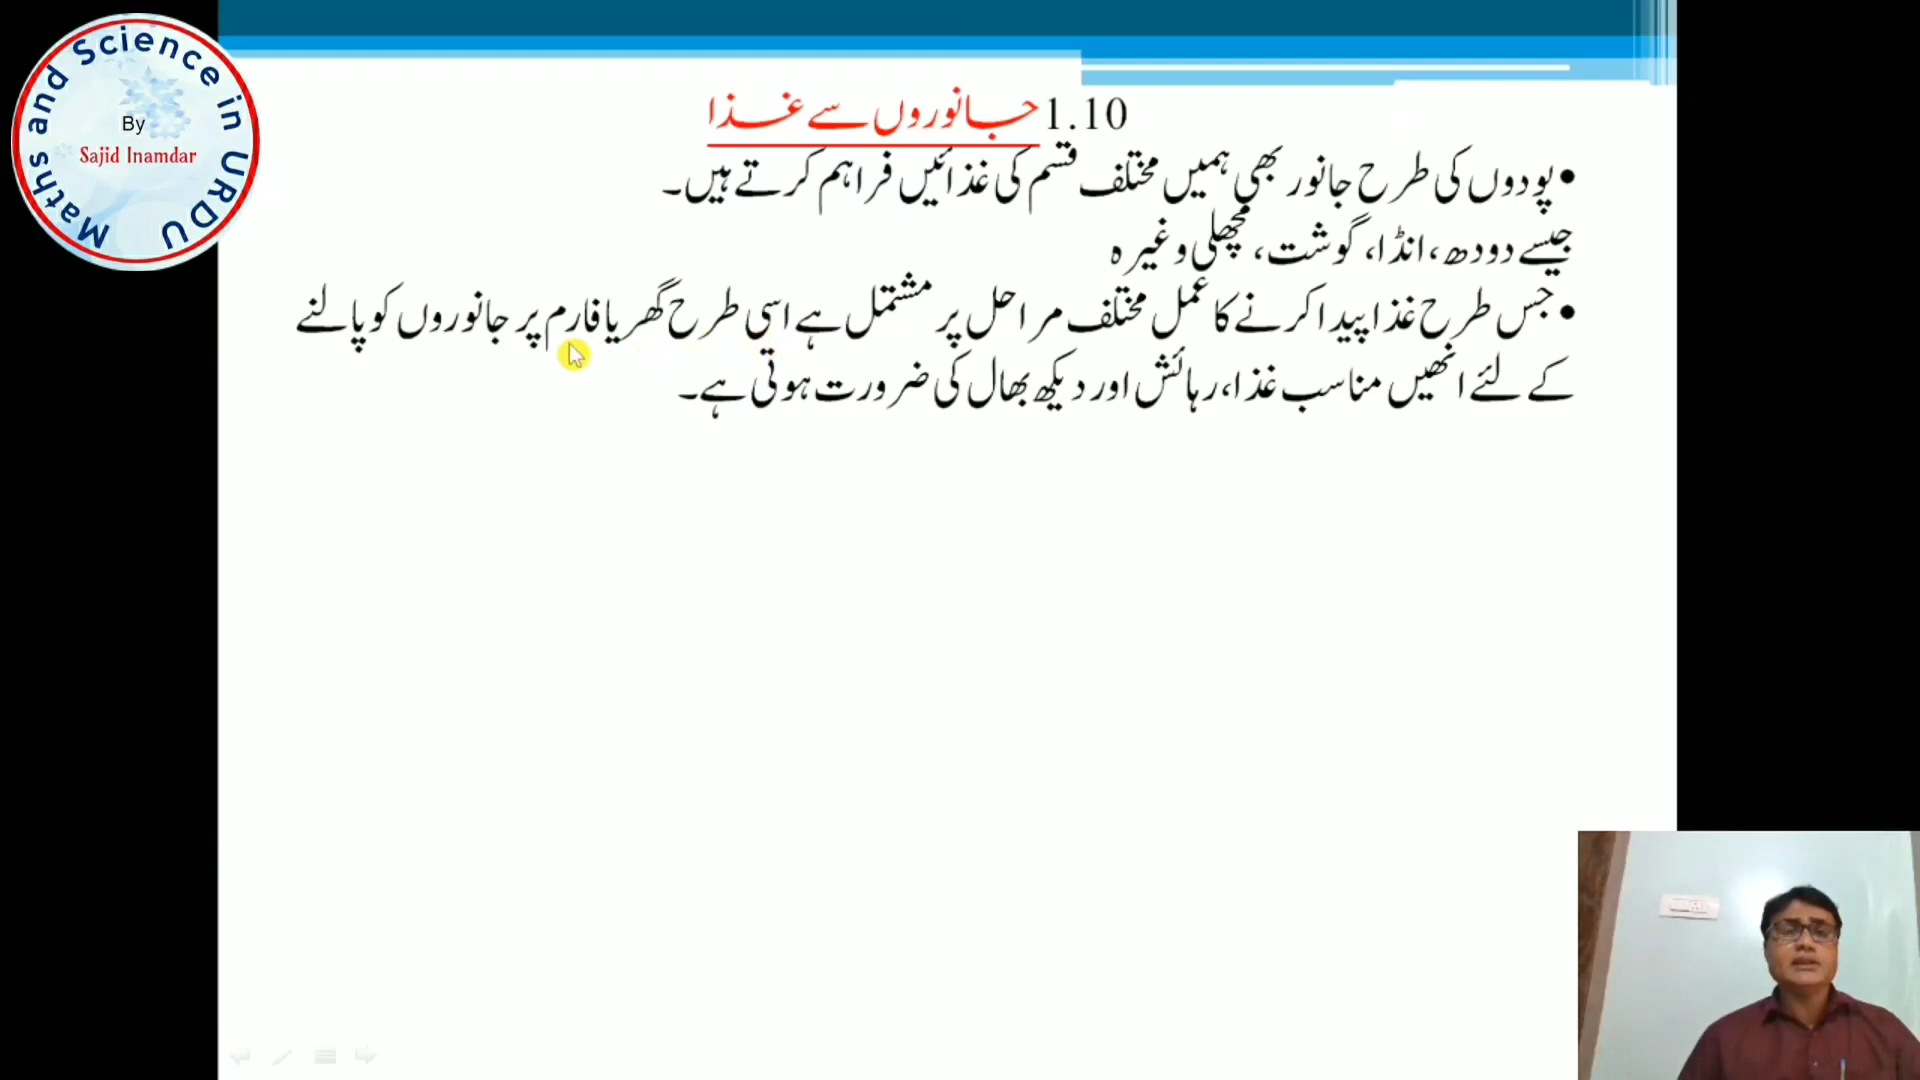 Maths and Science in URDU
By
Sajid Inamdar
1.10 جانوروں سے غذا
•پودوں کی طرح جانور بھی ہمیں مختلف قسم کی غذائیں فراہم کرتے ہیں۔
جیسے دودھ،انڈا، گوشت، مچھلی وغیرہ
•جس طرح غذا پیدا کرنے کا عمل مختلف مراحل پر مشتمل ہے اسی طرح گھر یا فارم پر جانوروں کو پالنے
کے لئے انھیں مناسب غذا،رہائش اور دیکھ بھال کی ضرورت ہوتی ہے۔